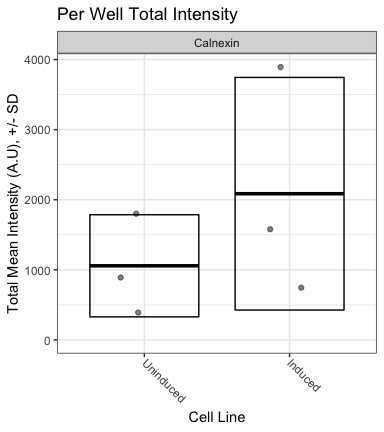 Per Well Total Intensity
Calnexin
Total Mean Intensity (A.U), +/- SD
4000
3000
2000
1000
0
Uninduced
Induced
Cell Line